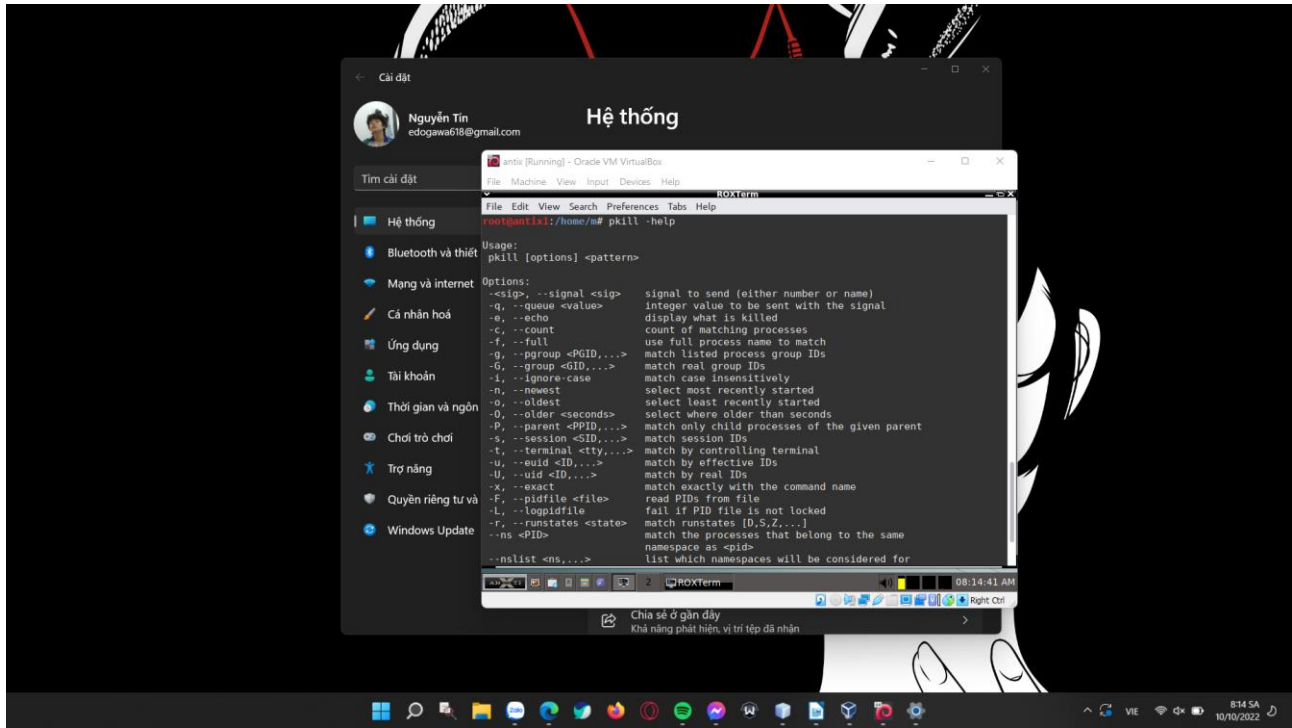 Cài đặt
Nguyễn Tín
edogawa618@gmail.com
Hệ thống
Tìm cài đặt
Hệ thống
Bluetooth và thiết
Mạng và internet
Cá nhân hoá
Ứng dụng
Tài khoản
Thời gian và ngôn
Chơi trò chơi
Trợ năng
Quyền riêng tư và
Windows Update
antix [Running] - Oracle VM VirtualBox
File Machine View Input Devices Help
ROXTerm
File Edit View Search Preferences Tabs Help
root@antix1:/home/m# pkill -help
Usage:
pkill [options] <pattern>
Options:
-<sig>, --signal <sig> signal to send (either number or name)
-q, --queue <value> integer value to be sent with the signal
-e, --echo display what is killed
-c, --count count of matching processes
-f, --full use full process name to match
-g, --pgroup <PGID,...> match listed process group IDs
-G, --group <GID,...> match real group IDs
-i, --ignore-case match case insensitively
-n, --newest select most recently started
-o, --oldest select least recently started
-O, --older <seconds> select where older than seconds
-P, --parent <PPID,...> match only child processes of the given parent
-s, --session <SID,...> match session IDs
-t, --terminal <tty,...> match by controlling terminal
-u, --euid <ID,...> match by effective IDs
-U, --uid <ID,...> match by real IDs
-x, --exact match exactly with the command name
-F, --pidfile <file> read PIDs from file
-L, --logpidfile fail if PID file is not locked
-r, --runstates <state> match runstates [D,S,Z,...]
--ns <PID> match the processes that belong to the same
namespace as <pid>
--nslist <ns,...> list which namespaces will be considered for
2 ROXTerm 08:14:41 AM
Right Ctrl
Chia sẻ ở gần đây
Khả năng phát hiện, vị trí tệp đã nhận
Zalo
VIE
8:14 SA
10/10/2022